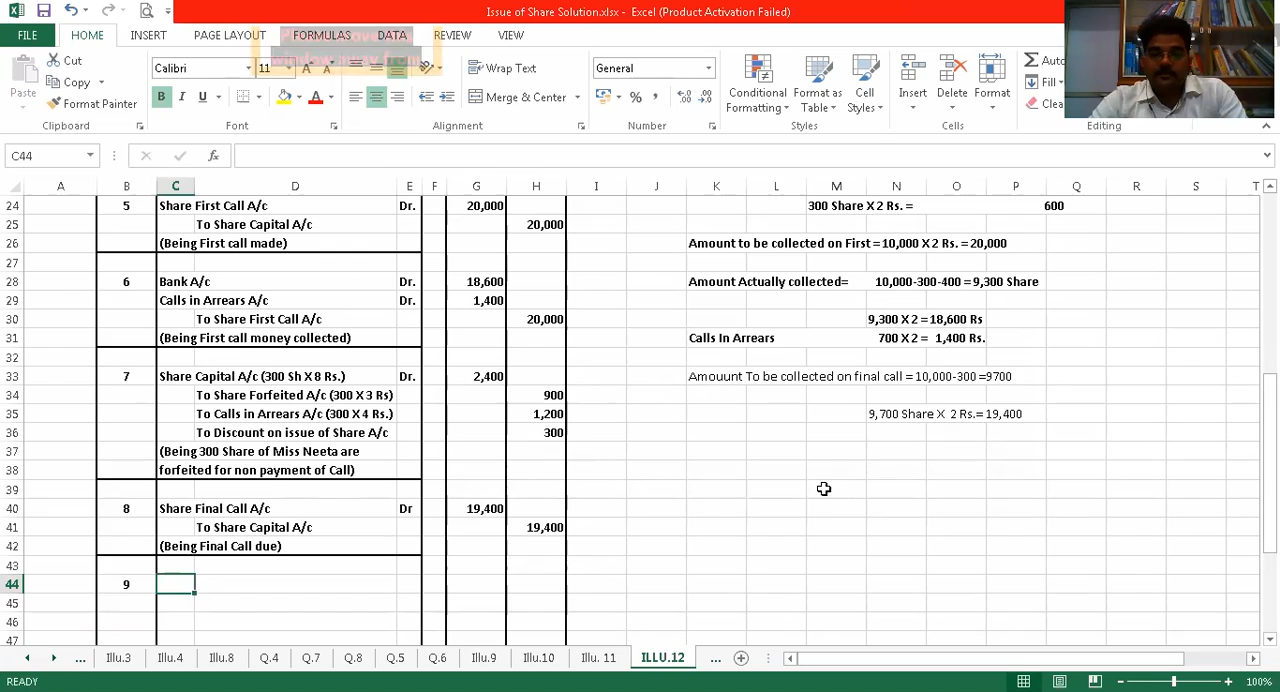 Issue of Share Solution.xlsx - Excel (Product Activation Failed)
FILE HOME INSERT PAGE LAYOUT FORMULAS DATA REVIEW VIEW
Cut
Copy
Format Painter
Paste
Clipboard
Calibri 11
B I U
Font
Wrap Text
Merge & Center
Alignment
General
% ,
Number
Conditional Formatting
Format as Table
Cell Styles
Styles
Insert Delete Format
Cells
Fill
Editing
C44 fx
A B C D E F G H I J K L M N O P Q R S T
24 5 Share First Call A/c Dr. 20,000 300 Share X 2 Rs. = 600
25 To Share Capital A/c 20,000
26 (Being First call made) Amount to be collected on First = 10,000 X 2 Rs. = 20,000
27
28 6 Bank A/c Dr. 18,600 Amount Actually collected= 10,000-300-400 = 9,300 Share
29 Calls in Arrears A/c Dr. 1,400
30 To Share First Call A/c 20,000 9,300 X 2 = 18,600 Rs
31 (Being First call money collected) Calls In Arrears 700 X 2 = 1,400 Rs.
32
33 7 Share Capital A/c (300 Sh X 8 Rs.) Dr. 2,400 Amouunt To be collected on final call = 10,000-300 =9700
34 To Share Forfeited A/c (300 X 3 Rs) 900
35 To Calls in Arrears A/c (300 X 4 Rs.) 1,200 9,700 Share X 2 Rs.= 19,400
36 To Discount on issue of Share A/c 300
37 (Being 300 Share of Miss Neeta are
38 forfeited for non payment of Call)
39
40 8 Share Final Call A/c Dr 19,400
41 To Share Capital A/c 19,400
42 (Being Final Call due)
43
44 9
45
46
47
... Illu.3 Illu.4 Illu.8 Q.4 Q.7 Q.8 Q.5 Q.6 Illu.9 Illu.10 Illu. 11 ILLU.12 ...
READY 100%